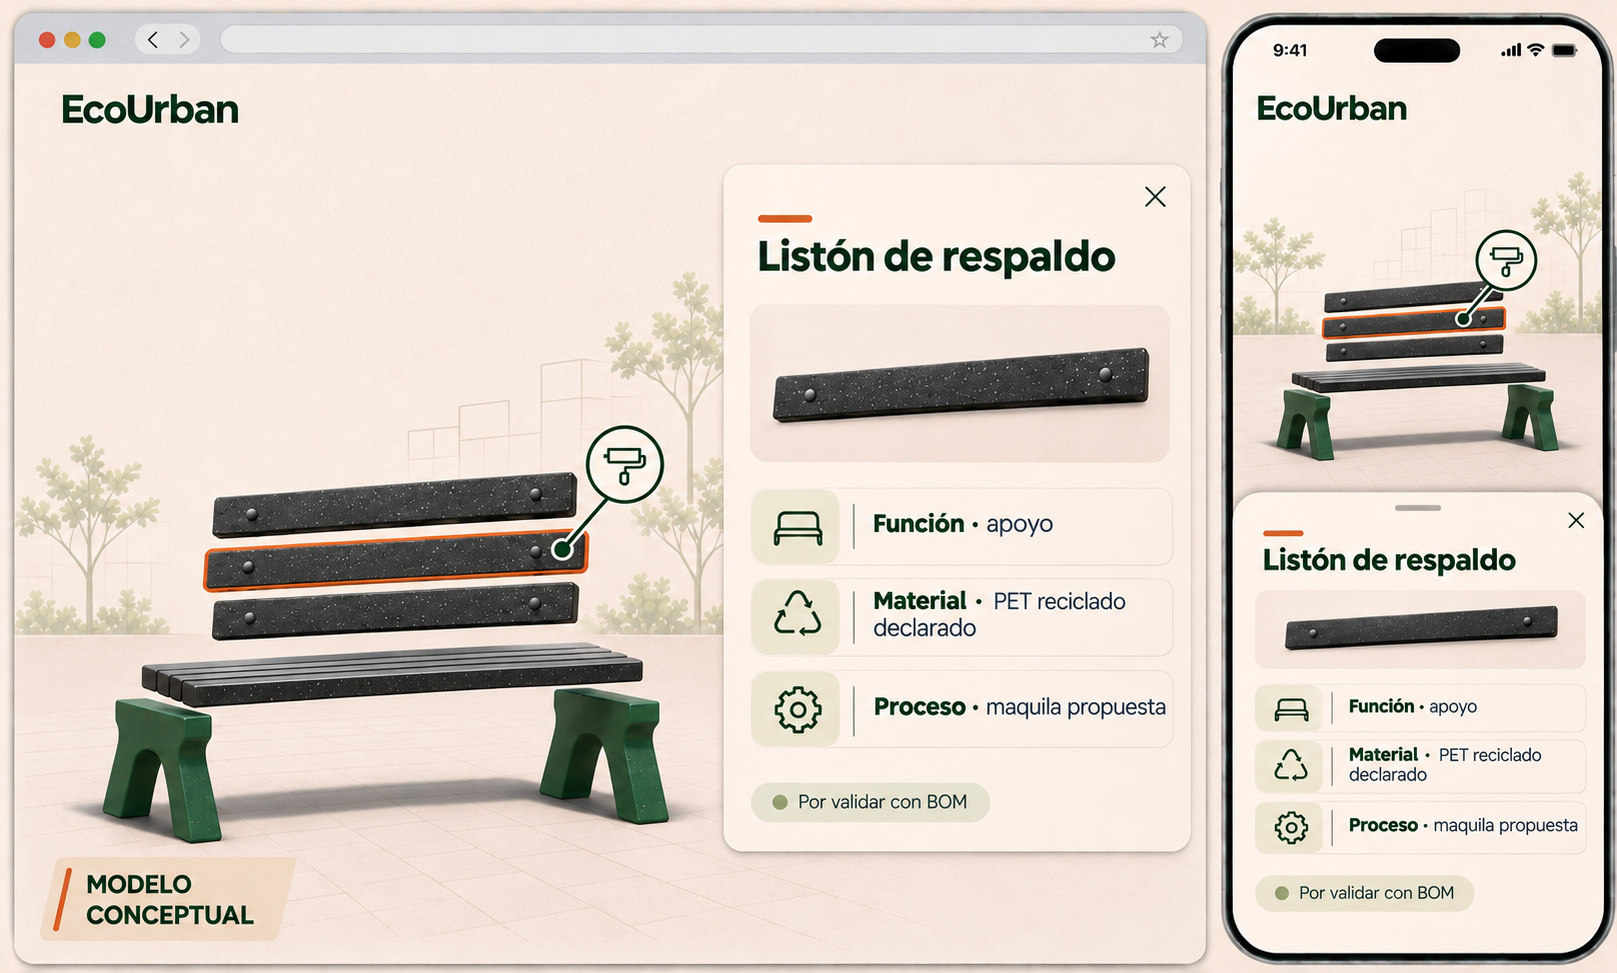 EcoUrban
Listón de respaldo
Función • apoyo
Material • PET reciclado
declarado
Proceso • maquila propuesta
Por validar con BOM
MODELO
CONCEPTUAL
9:41
EcoUrban
Listón de respaldo
Función • apoyo
Material • PET reciclado
declarado
Proceso • maquila propuesta
Por validar con BOM